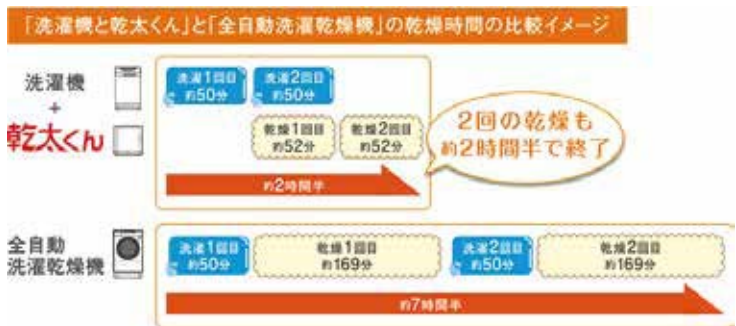 「洗濯機と乾太くん」と「全自動洗濯乾燥機」の乾燥時間の比較イメージ
洗濯機
+
乾太くん
洗濯1回目
約50分
洗濯2回目
約50分
乾燥1回目
約52分
乾燥2回目
約52分
約2時間半
2回の乾燥も
約2時間半で終了
全自動
洗濯乾燥機
洗濯1回目
約50分
乾燥1回目
約169分
洗濯2回目
約50分
乾燥2回目
約169分
約7時間半